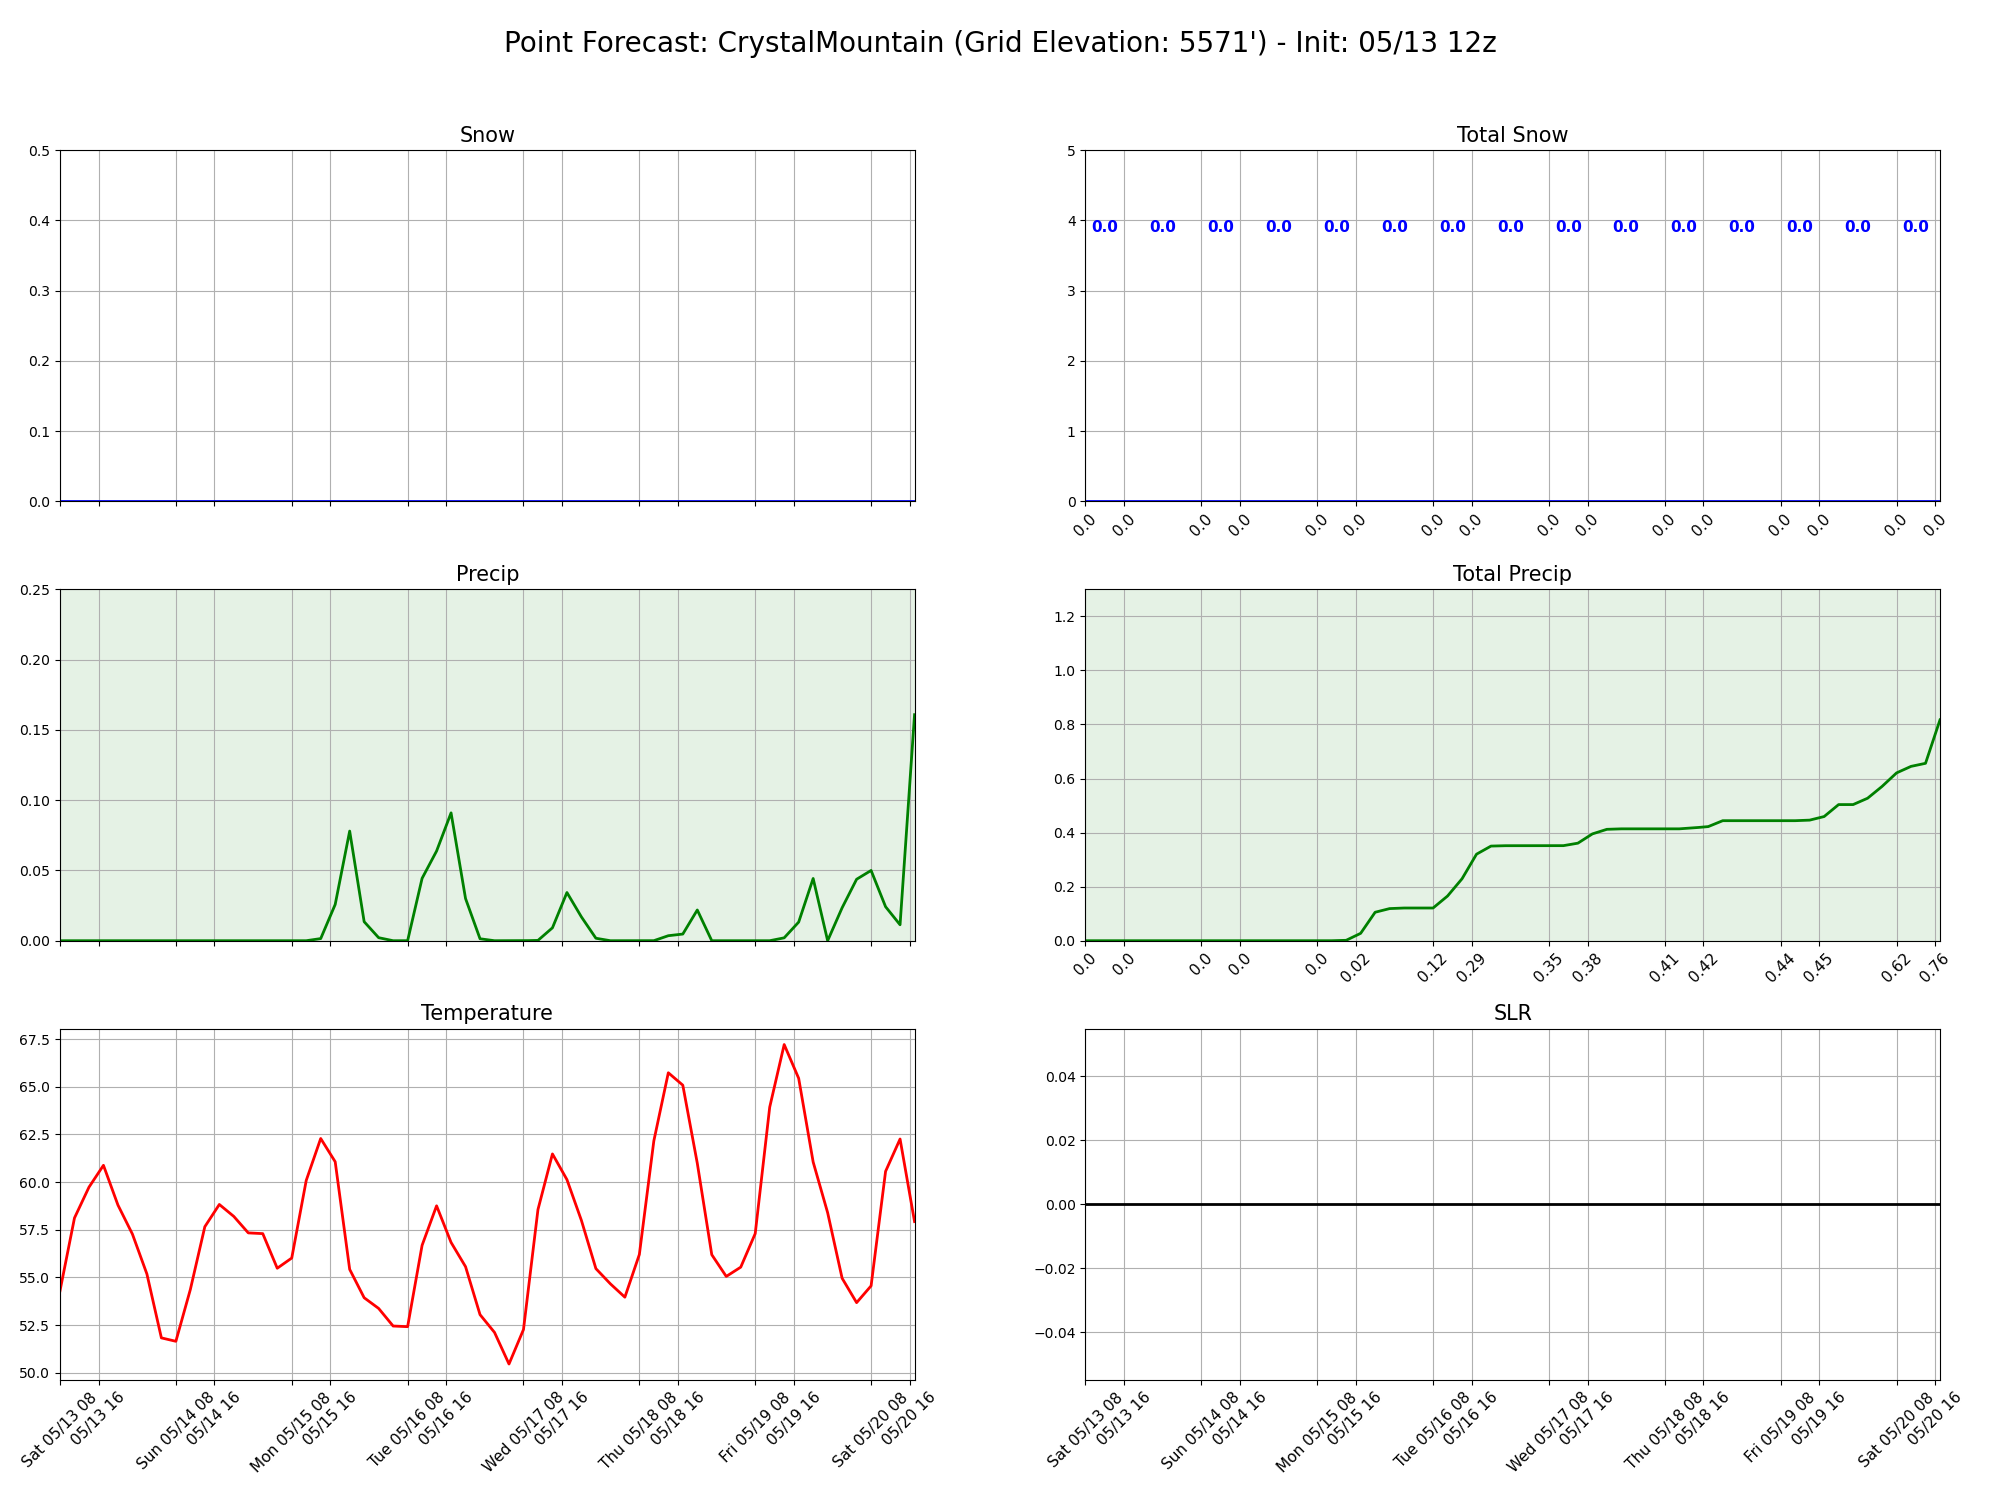 Point Forecast: CrystalMountain (Grid Elevation: 5571') - Init: 05/13 12z
Snow
0.5
0.4
0.3
0.2
0.1
0.0
Total Snow
5
4
3
2
1
0
0.0 0.0 0.0 0.0 0.0 0.0 0.0 0.0 0.0 0.0 0.0 0.0 0.0 0.0 0.0
0.0 0.0 0.0 0.0 0.0 0.0 0.0 0.0 0.0 0.0 0.0 0.0 0.0 0.0 0.0 0.0
Precip
0.25
0.20
0.15
0.10
0.05
0.00
Total Precip
1.2
1.0
0.8
0.6
0.4
0.2
0.0
0.0 0.0 0.0 0.0 0.0 0.02 0.12 0.29 0.35 0.38 0.41 0.42 0.44 0.45 0.62 0.76
Temperature
67.5
65.0
62.5
60.0
57.5
55.0
52.5
50.0
Sat 05/13 08
05/13 16
Sun 05/14 08
05/14 16
Mon 05/15 08
05/15 16
Tue 05/16 08
05/16 16
Wed 05/17 08
05/17 16
Thu 05/18 08
05/18 16
Fri 05/19 08
05/19 16
Sat 05/20 08
05/20 16
SLR
0.04
0.02
0.00
−0.02
−0.04
Sat 05/13 08
05/13 16
Sun 05/14 08
05/14 16
Mon 05/15 08
05/15 16
Tue 05/16 08
05/16 16
Wed 05/17 08
05/17 16
Thu 05/18 08
05/18 16
Fri 05/19 08
05/19 16
Sat 05/20 08
05/20 16